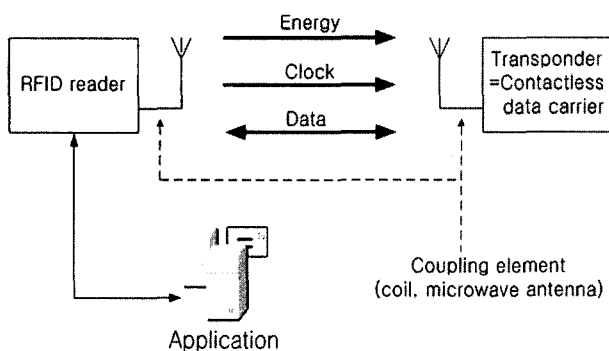 Energy
RFID reader
Clock
Data
Transponder
=Contactless
data carrier
Coupling element
(coil, microwave antenna)
Application